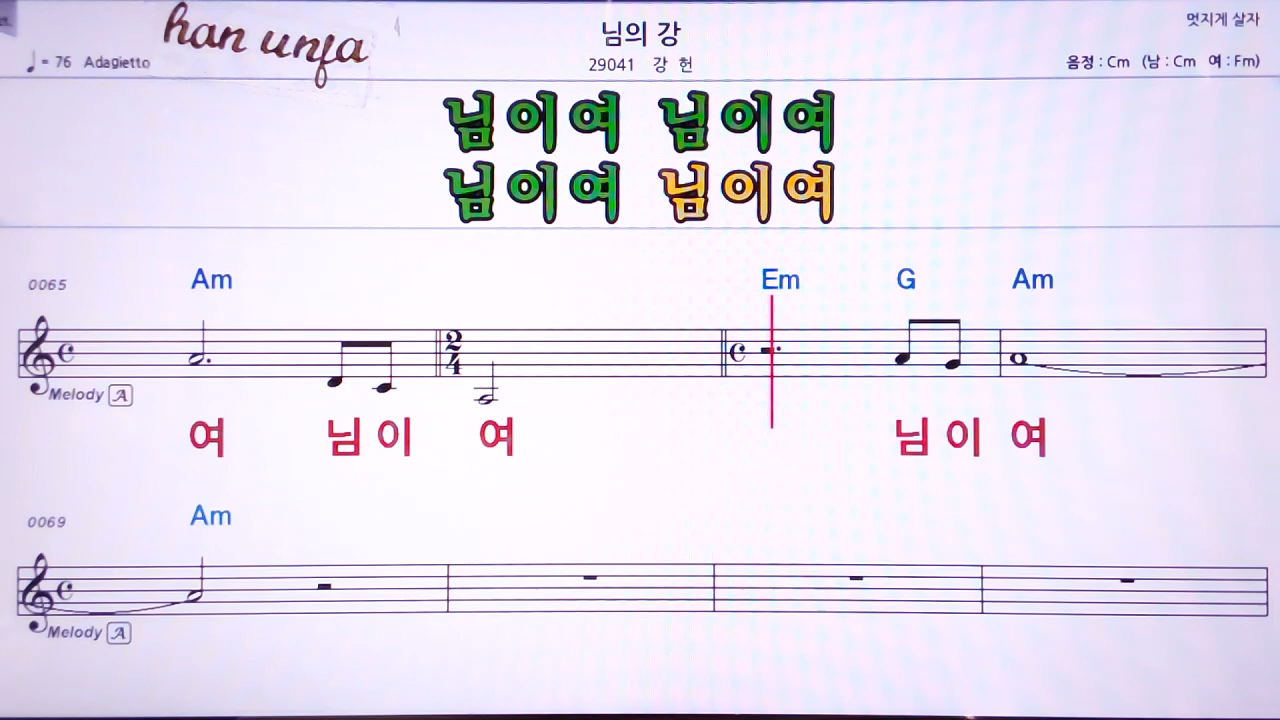 han unja
님의 강
멋지게 살자
♩= 76 Adagietto
29041 강 헌
음정 : Cm (남 : Cm 여 : Fm)
님이여 님이여
님이여 님이여
0065 Am Em G Am
2 4
Melody A
여 님 이 여 님 이 여
0069 Am
Melody A